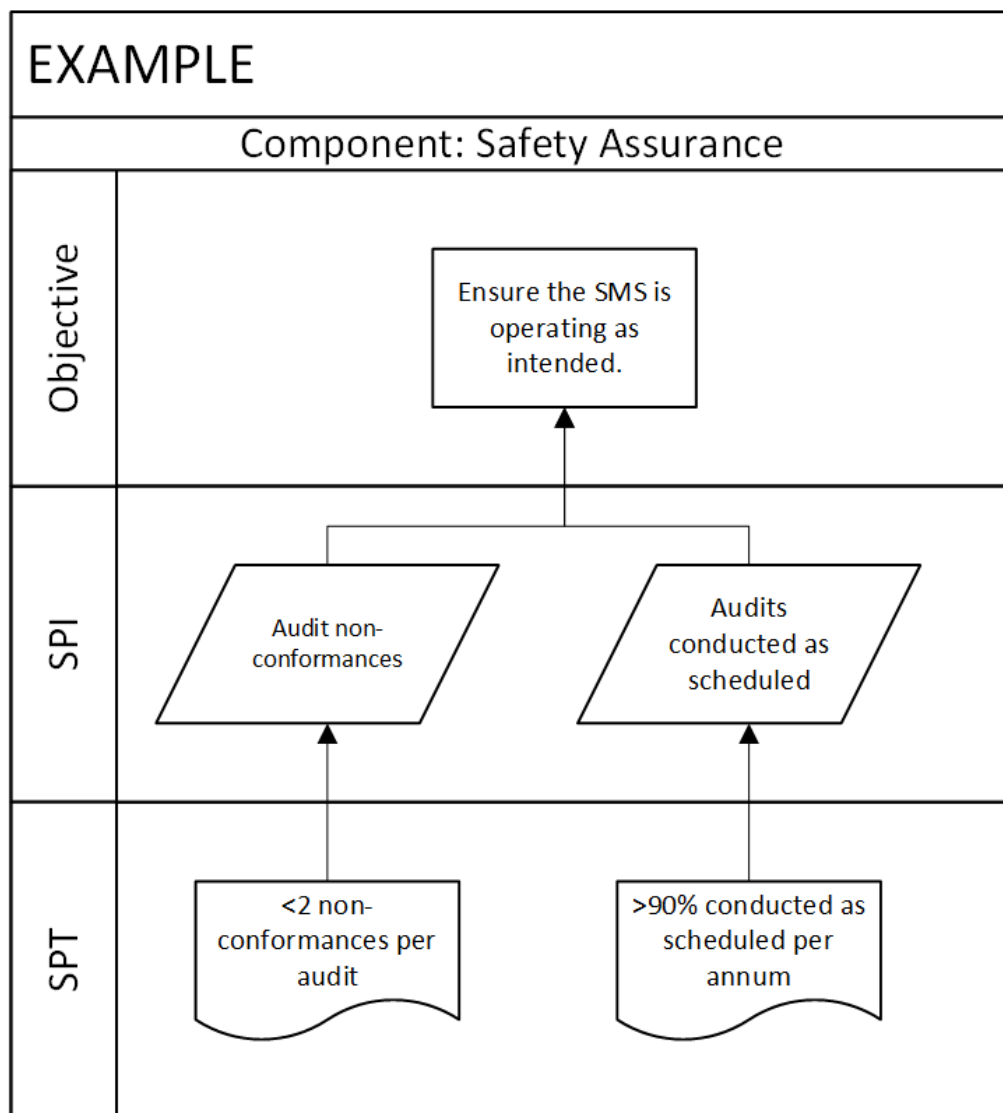 EXAMPLE
Component: Safety Assurance
Objective
Ensure the SMS is
operating as
intended.
SPI
Audit non-
conformances
Audits
conducted as
scheduled
SPT
<2 non-
conformances per
audit
>90% conducted as
scheduled per
annum